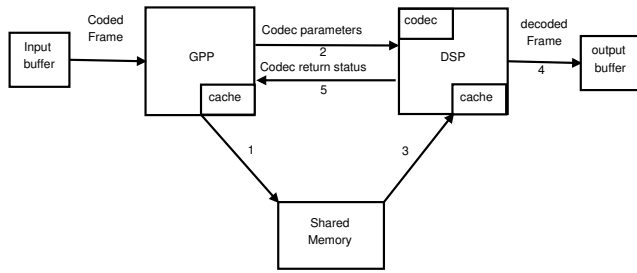 Coded
Frame
Input
buffer
GPP
cache
Codec parameters
2
Codec return status
5
codec
DSP
cache
decoded
Frame
4
output
buffer
1
3
Shared
Memory